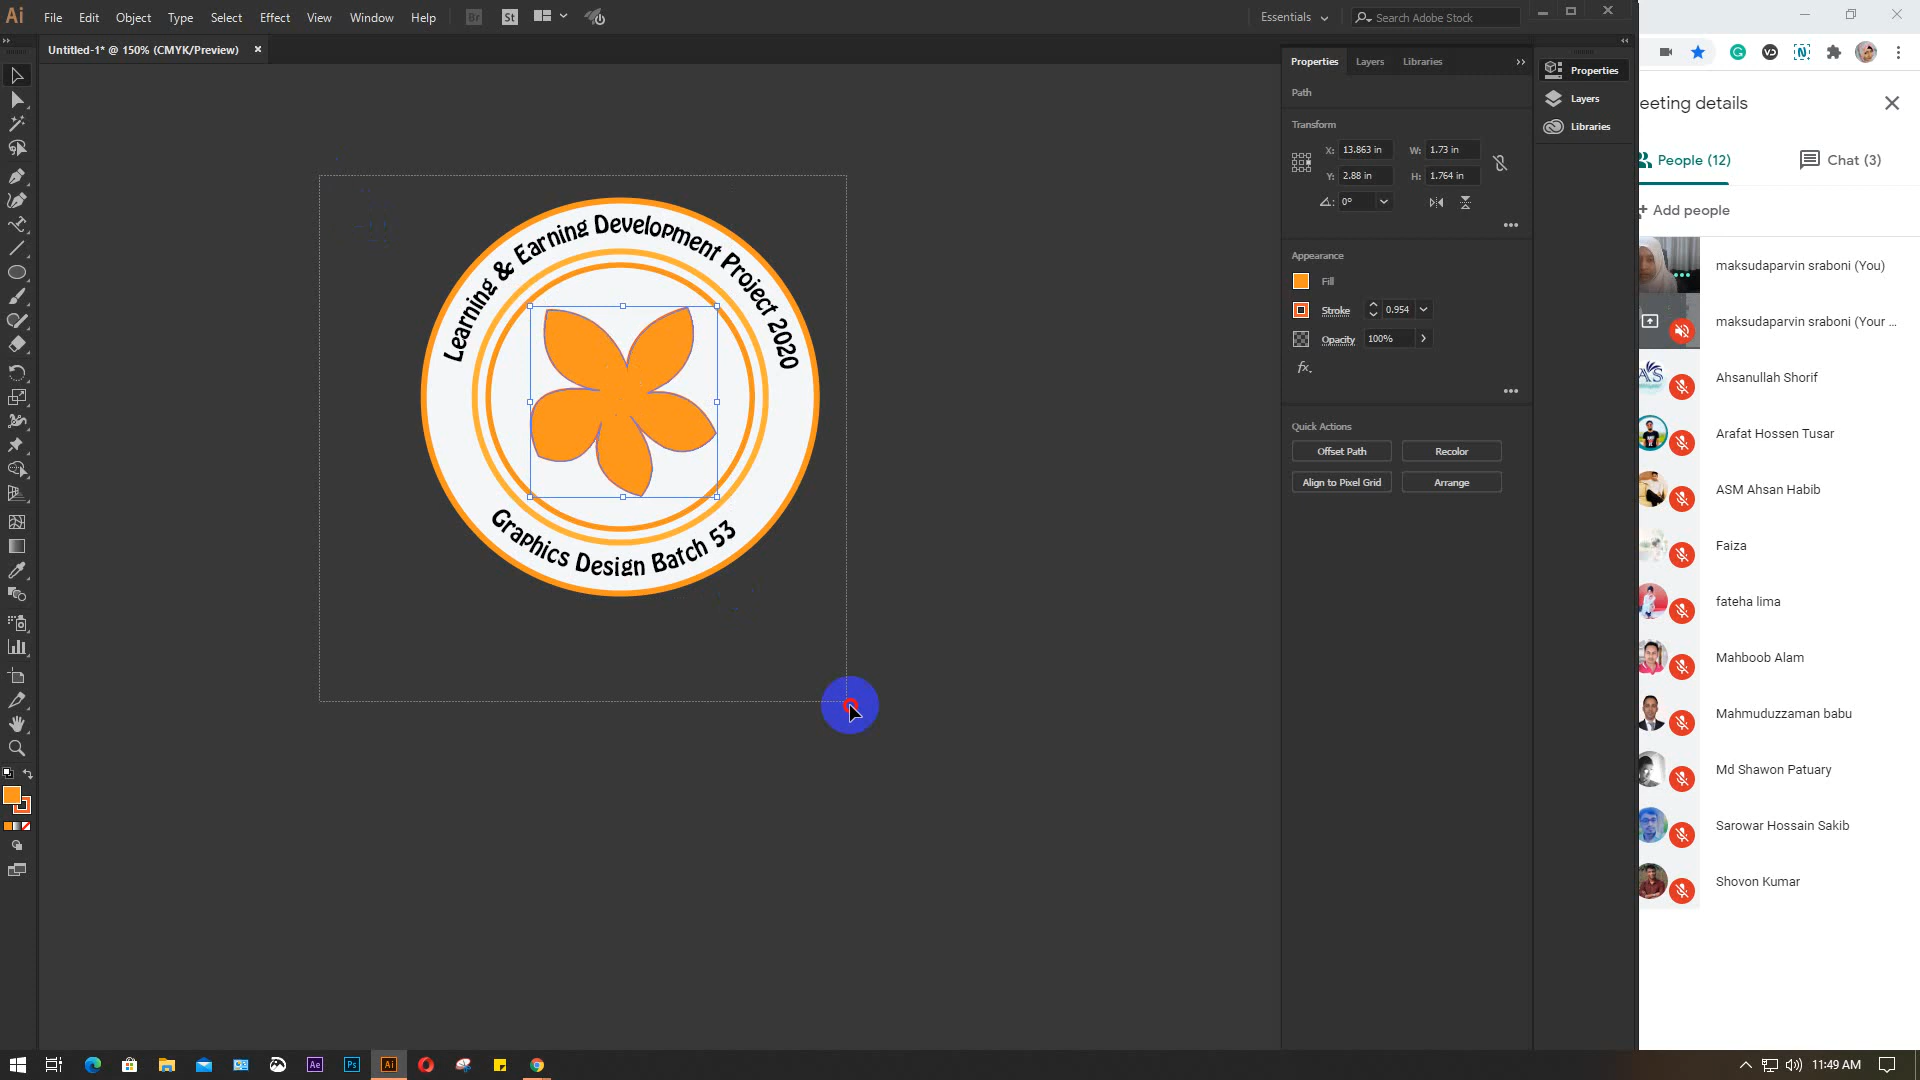 Ai File Edit Object Type Select Effect View Window Help Br St Essentials Search Adobe Stock
Untitled-1* @ 150% (CMYK/Preview) ×
Properties Layers Libraries
Path
Transform
X: 13.863 in W: 1.73 in
Y: 2.88 in H: 1.764 in
0°
Appearance
Fill
Stroke 0.954
Opacity 100%
fx.
Quick Actions
Offset Path Recolor
Align to Pixel Grid Arrange
Properties
Layers
Libraries
Learning & Earning Development Project 2020
Graphics Design Batch 53
eeting details
People (12) Chat (3)
Add people
maksudaparvin sraboni (You)
maksudaparvin sraboni (Your ...
Ahsanullah Shorif
Arafat Hossen Tusar
ASM Ahsan Habib
Faiza
fateha lima
Mahboob Alam
Mahmuduzzaman babu
Md Shawon Patuary
Sarowar Hossain Sakib
Shovon Kumar
Ae Ps Ai
11:49 AM